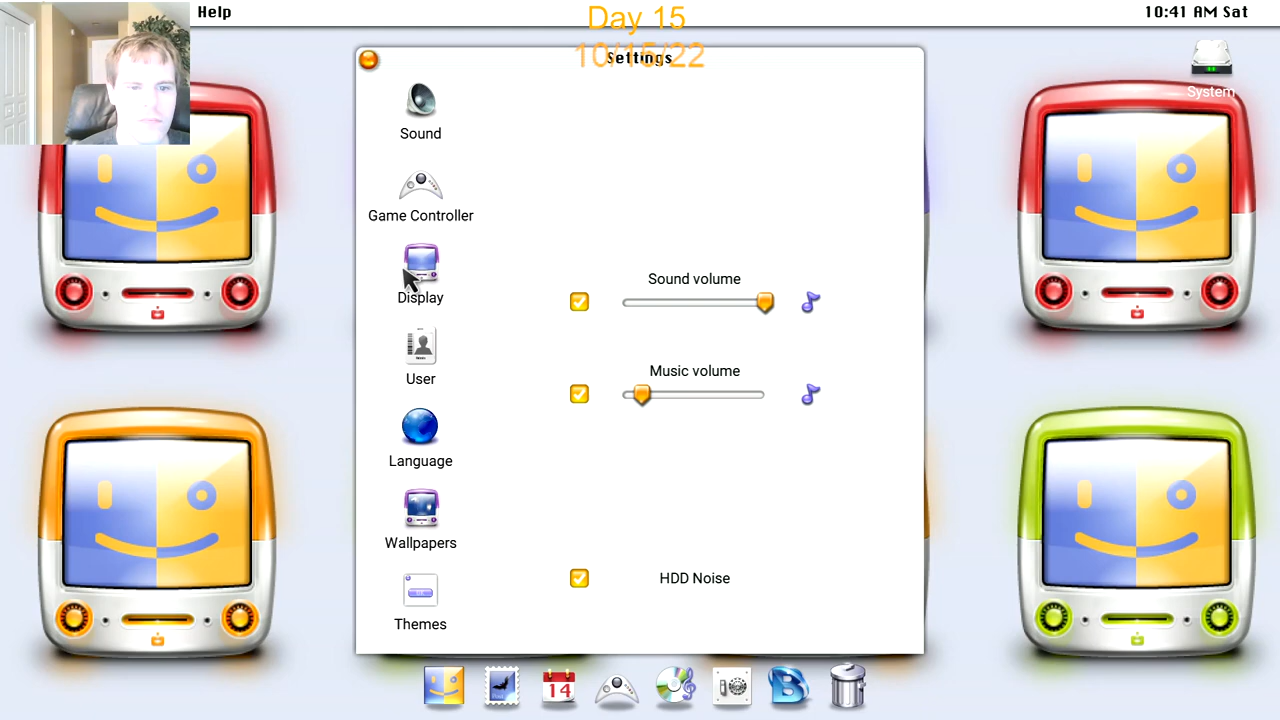 Help
Day 15
10:41 AM Sat
10/15/22
Settings
System
Sound
Game Controller
Display
User
Language
Wallpapers
Themes
Sound volume
Music volume
HDD Noise
14